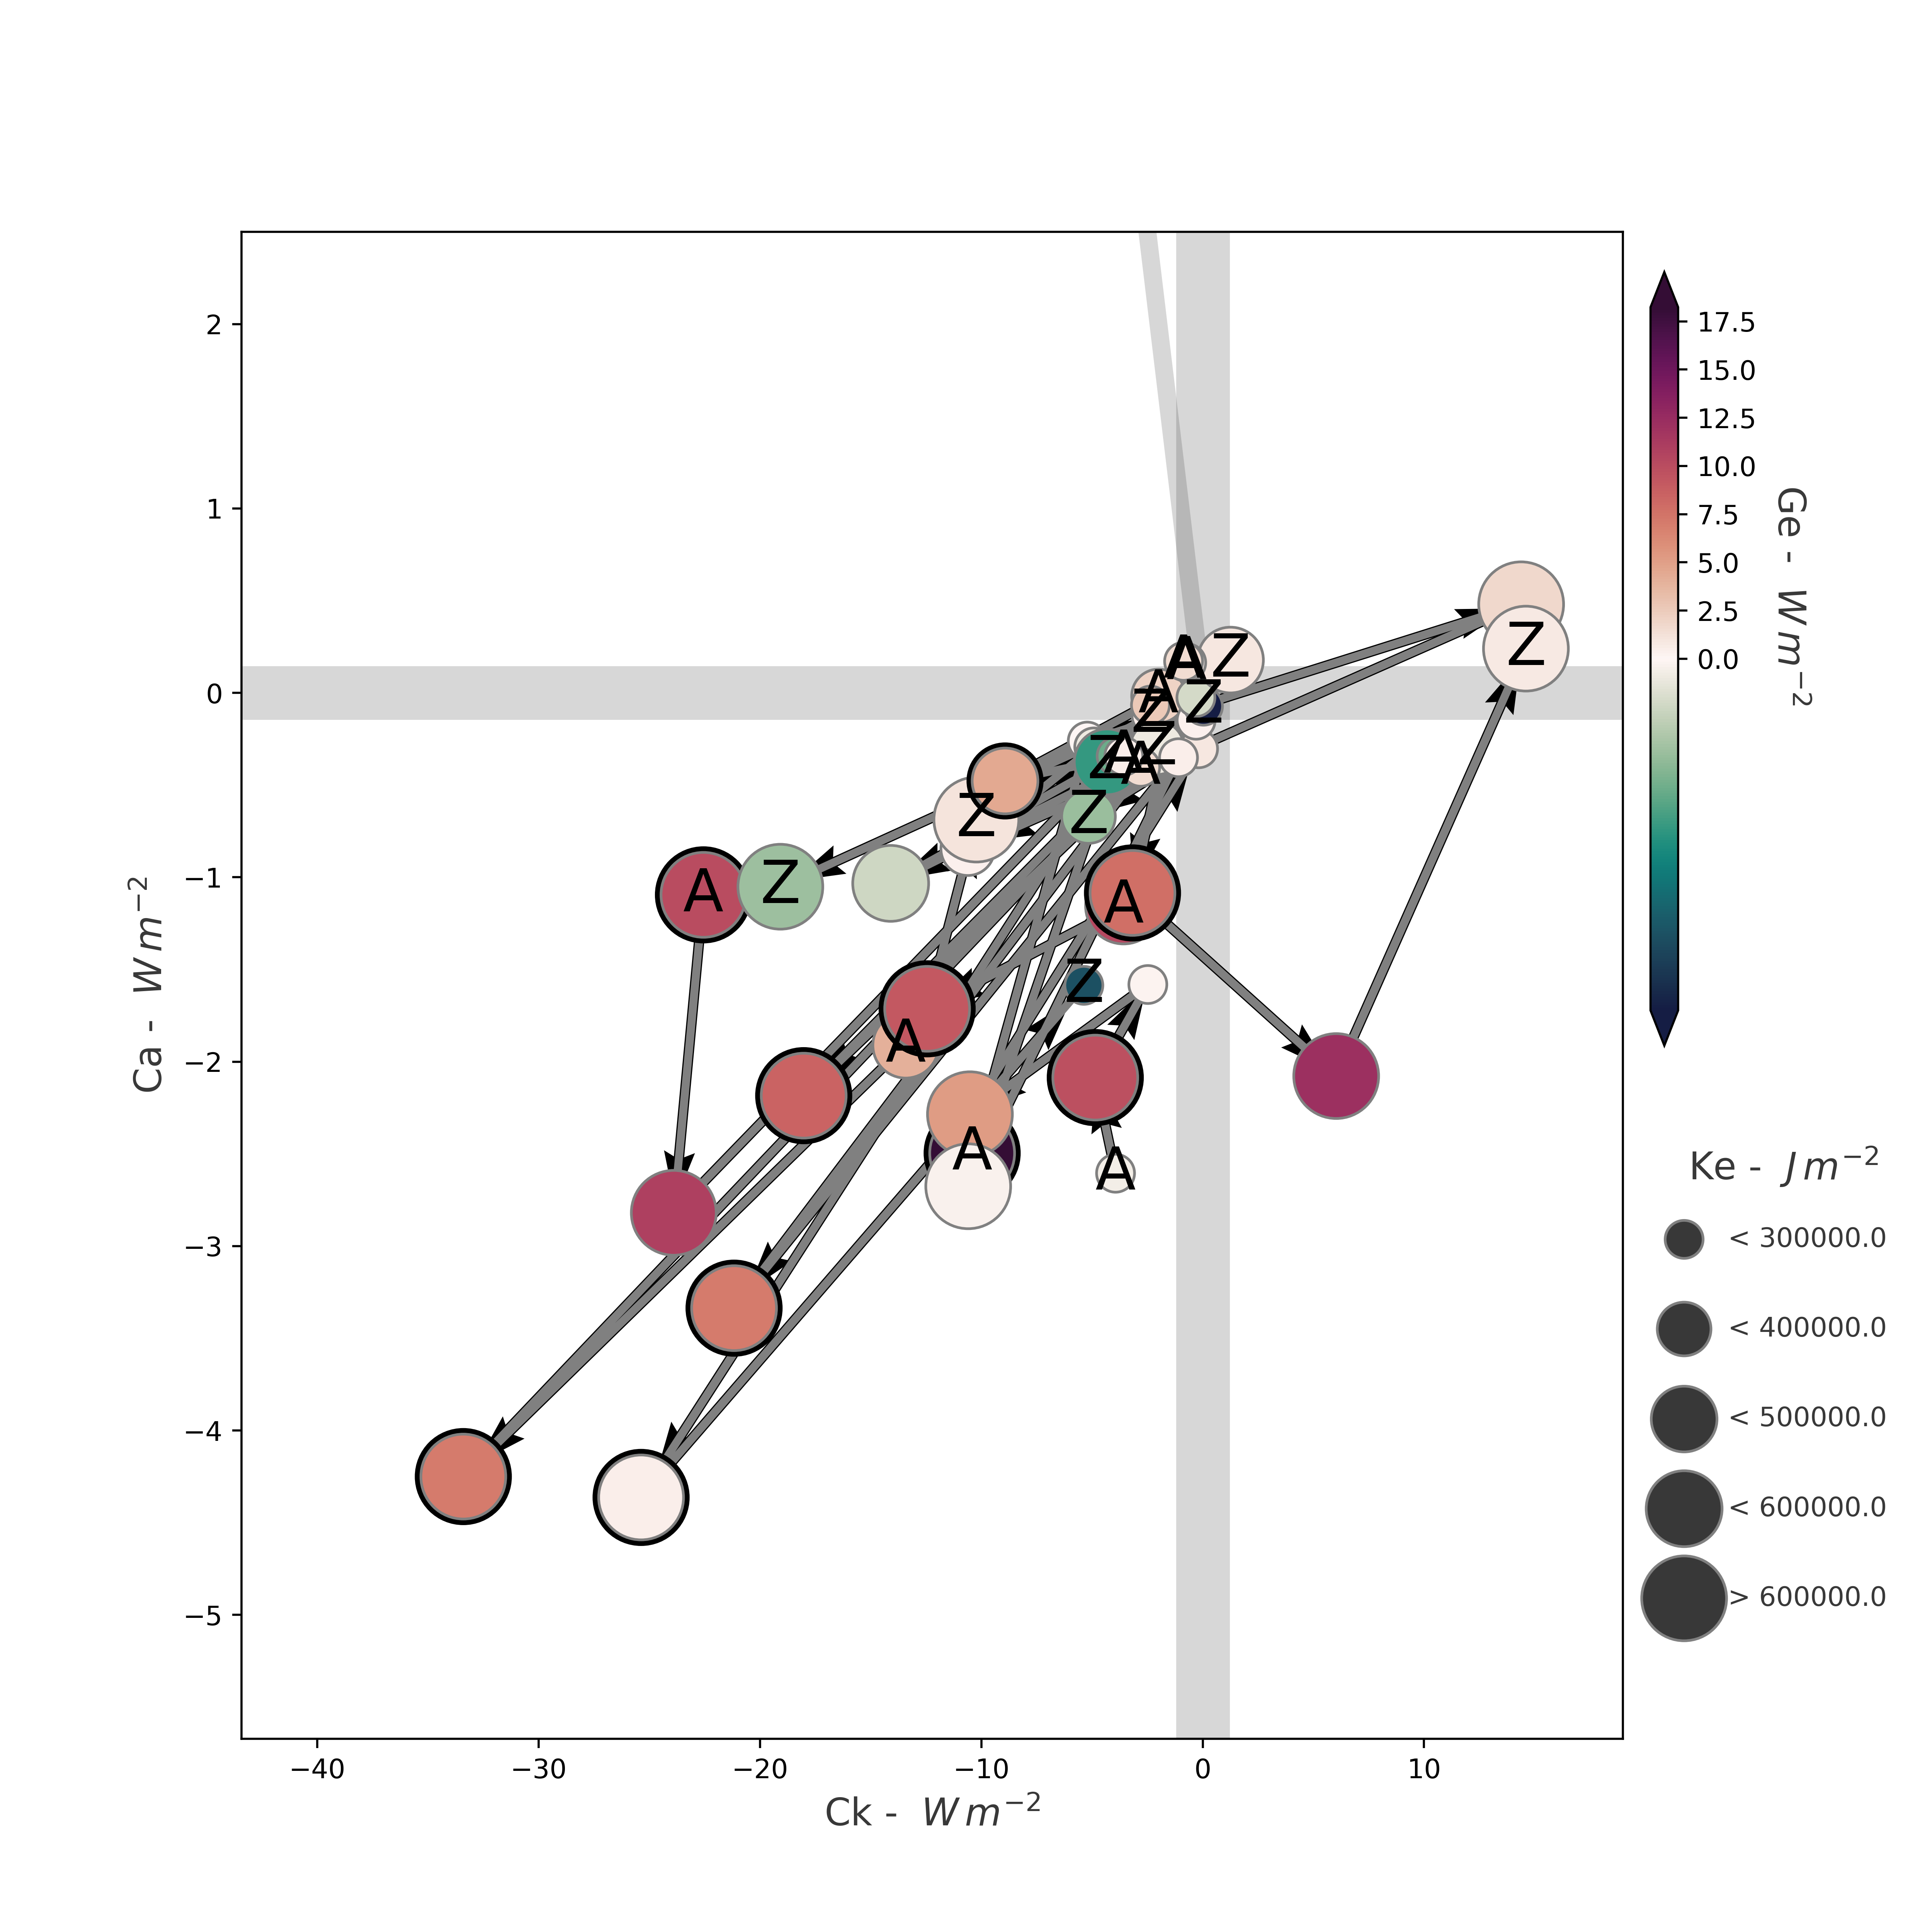 2
1
0
−1
−2
−3
−4
−5
−40
−30
−20
−10
0
10
Ck - W m⁻²
Ca - W m⁻²
A
Z
A
Z
Z
Z
Z
A
Z
A
A
Z
Z
A
Z
A
Z
A
A
A
17.5
15.0
12.5
10.0
7.5
5.0
2.5
0.0
Ge - W m⁻²
Ke - J m⁻²
< 300000.0
< 400000.0
< 500000.0
< 600000.0
> 600000.0